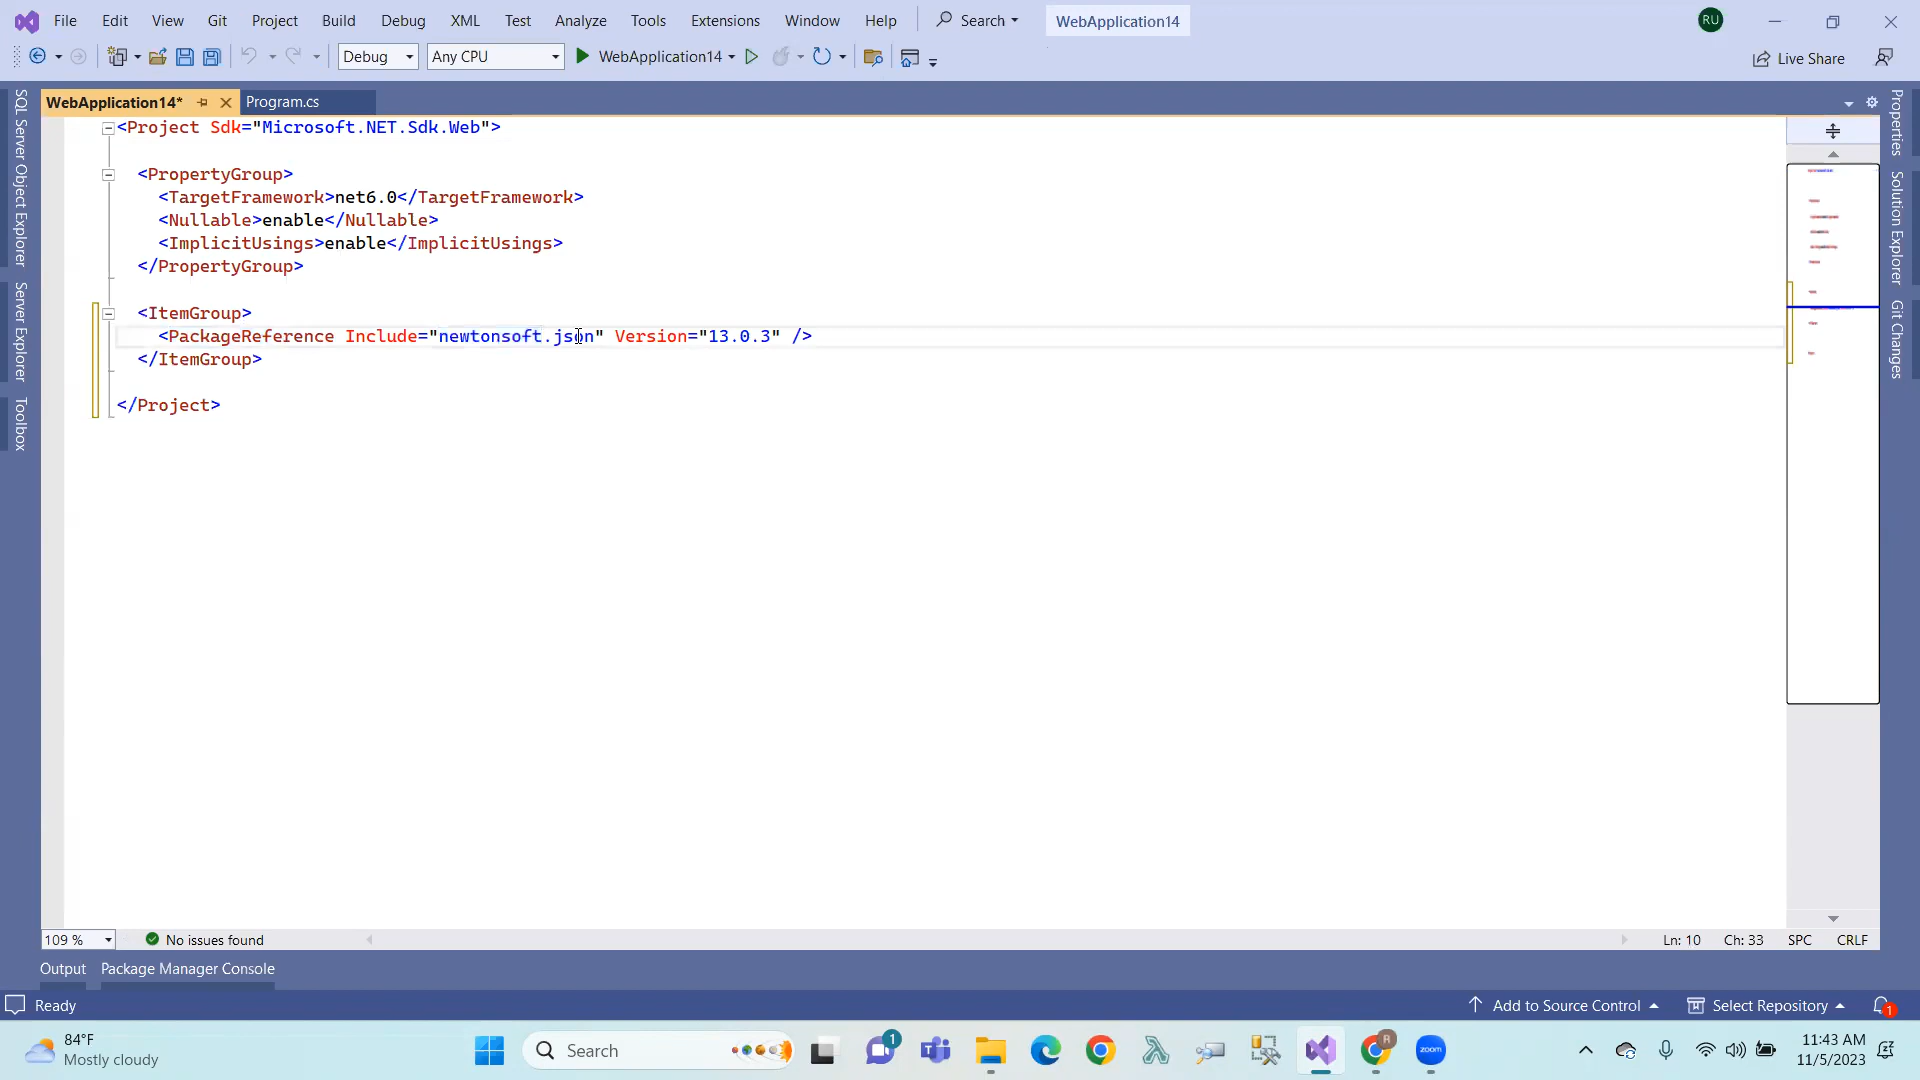 File Edit View Git Project Build Debug XML Test Analyze Tools Extensions Window Help Search WebApplication14 RU
Debug Any CPU WebApplication14 Live Share
WebApplication14* Program.cs
SQL Server Object Explorer
Server Explorer
Toolbox
<Project Sdk="Microsoft.NET.Sdk.Web">
<PropertyGroup>
<TargetFramework>net6.0</TargetFramework>
<Nullable>enable</Nullable>
<ImplicitUsings>enable</ImplicitUsings>
</PropertyGroup>
<ItemGroup>
<PackageReference Include="newtonsoft.json" Version="13.0.3" />
</ItemGroup>
</Project>
Properties
Solution Explorer
Git Changes
109 % No issues found Ln: 10 Ch: 33 SPC CRLF
Output Package Manager Console
Ready Add to Source Control Select Repository 1
84°F
Mostly cloudy
Search
1
R
zoom
11:43 AM
11/5/2023